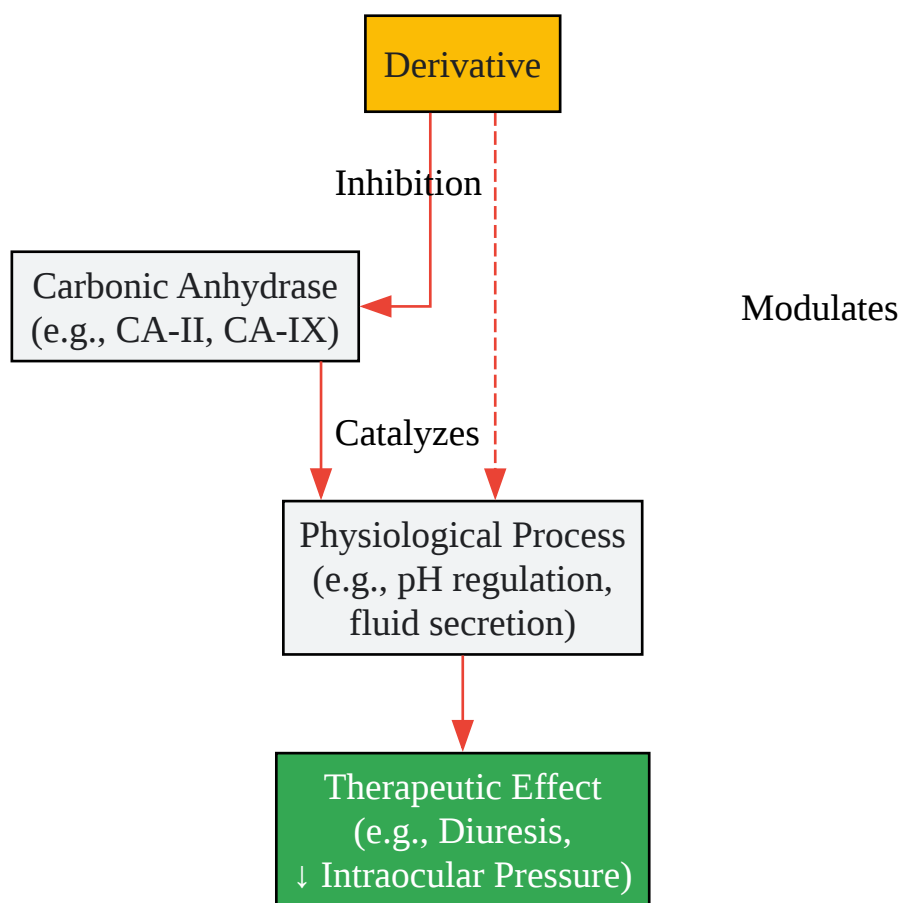 Derivative
Inhibition
Carbonic Anhydrase
(e.g., CA-II, CA-IX)
Modulates
Catalyzes
Physiological Process
(e.g., pH regulation,
fluid secretion)
Therapeutic Effect
(e.g., Diuresis,
↓ Intraocular Pressure)